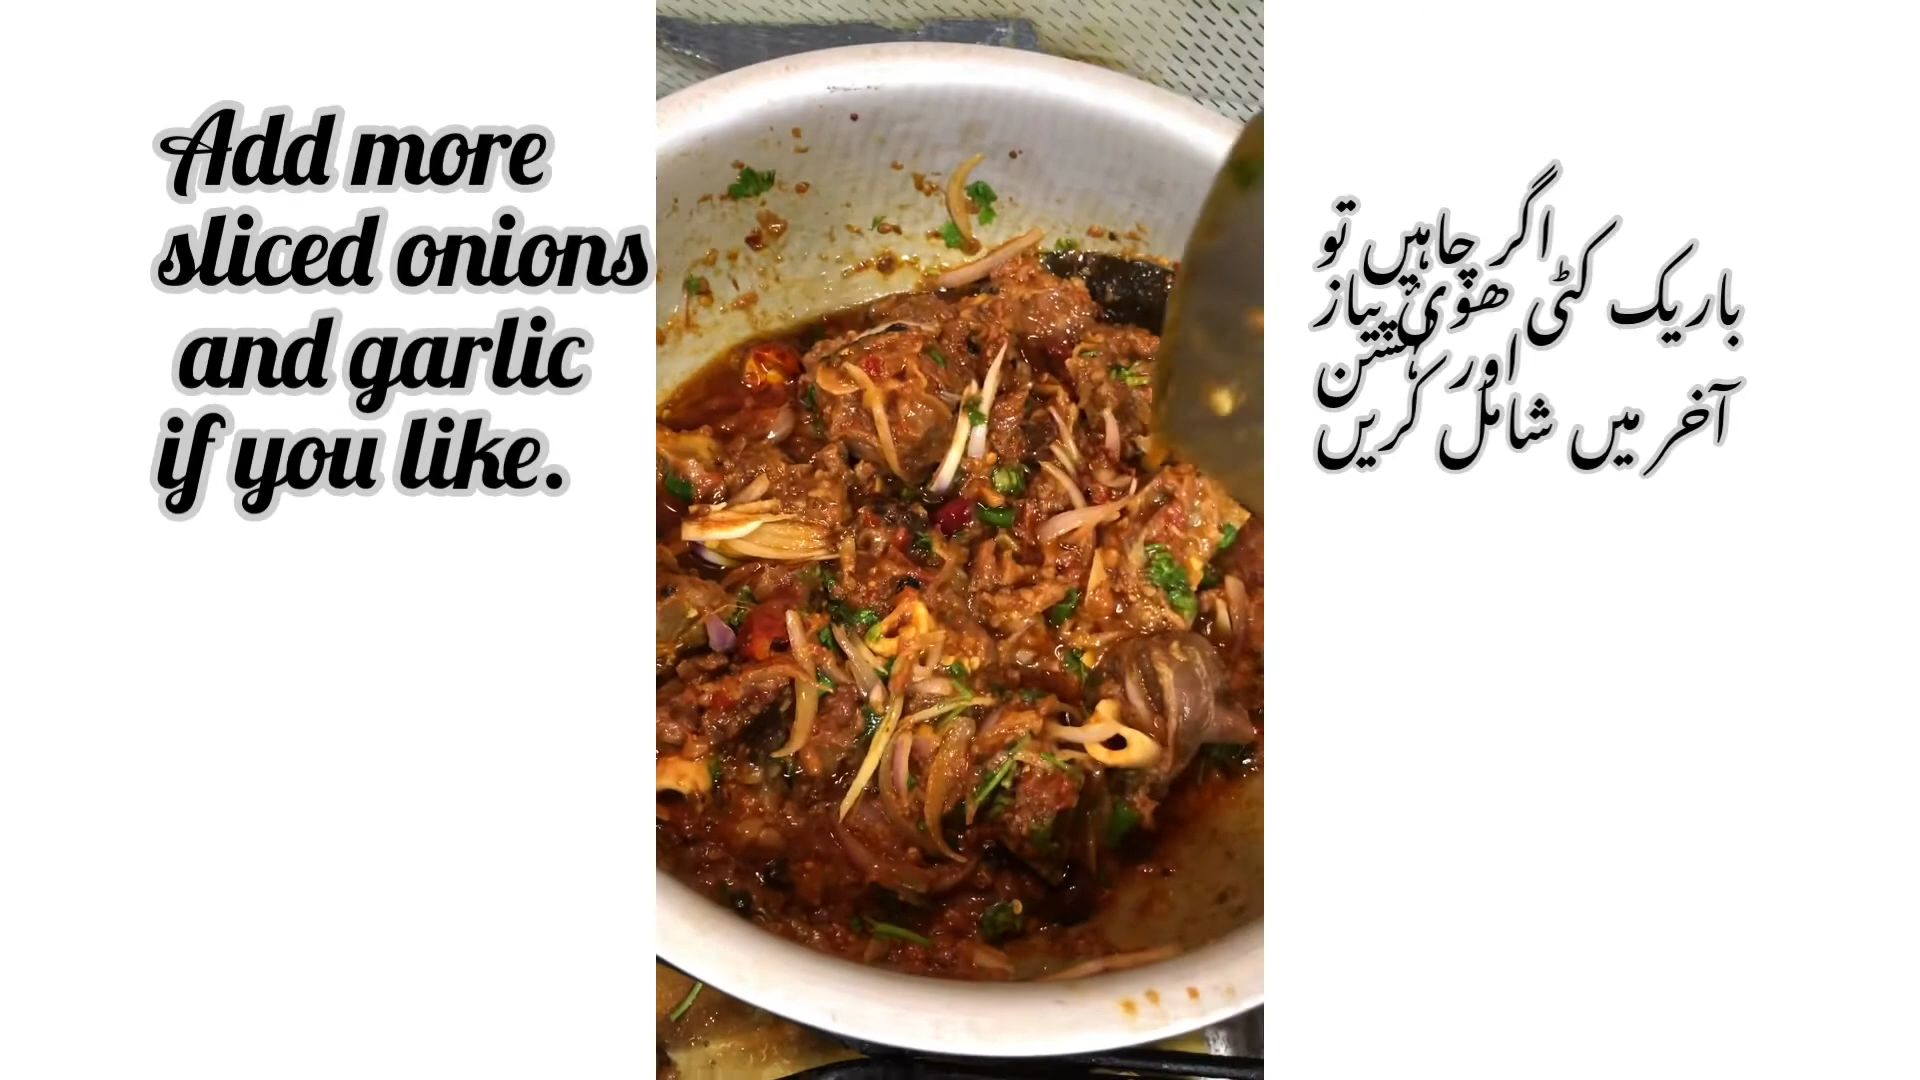 Add more
sliced onions
and garlic
if you like.
اگر چاہیں تو
باریک کٹی ھوئی پیاز
اور لہسن
آخر میں شامل کریں